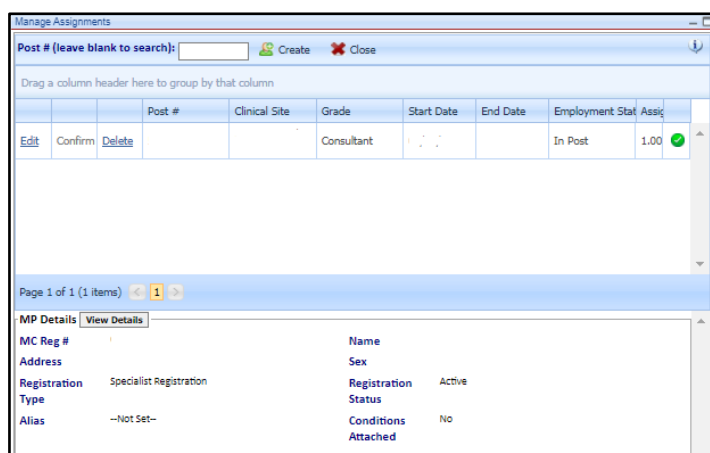 Manage Assignments
Post # (leave blank to search): Create Close
Drag a column header here to group by that column
Post # Clinical Site Grade Start Date End Date Employment Stat Assig
Edit Confirm Delete Consultant In Post 1.00
Page 1 of 1 (1 items) < 1 >
MP Details View Details
MC Reg # Name
Address Sex
Registration Type Specialist Registration Registration Status Active
Alias --Not Set-- Conditions Attached No